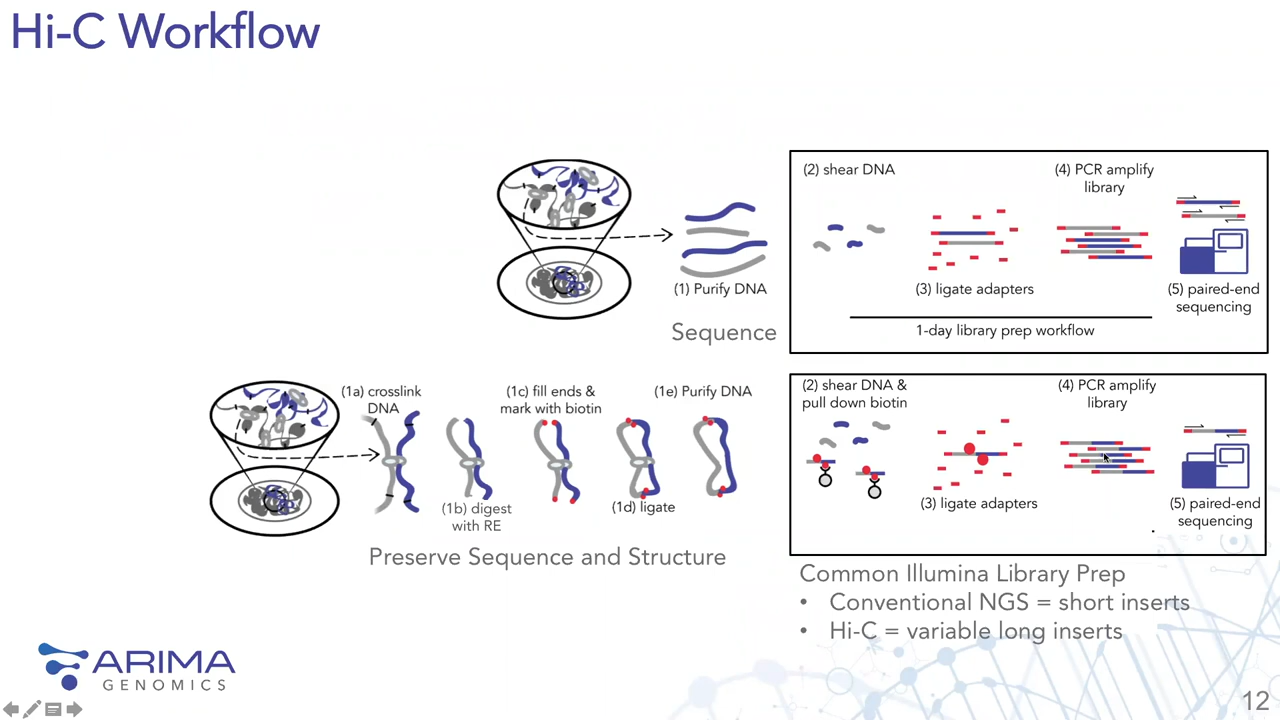 Hi-C Workflow
(2) shear DNA
(4) PCR amplify
library
(1) Purify DNA
(3) ligate adapters
(5) paired-end
sequencing
Sequence
1-day library prep workflow
(1a) crosslink
DNA
(1c) fill ends &
mark with biotin
(1e) Purify DNA
(1b) digest
with RE
(1d) ligate
Preserve Sequence and Structure
(2) shear DNA &
pull down biotin
(4) PCR amplify
library
(3) ligate adapters
(5) paired-end
sequencing
Common Illumina Library Prep
• Conventional NGS = short inserts
• Hi-C = variable long inserts
ARIMA
GENOMICS
12